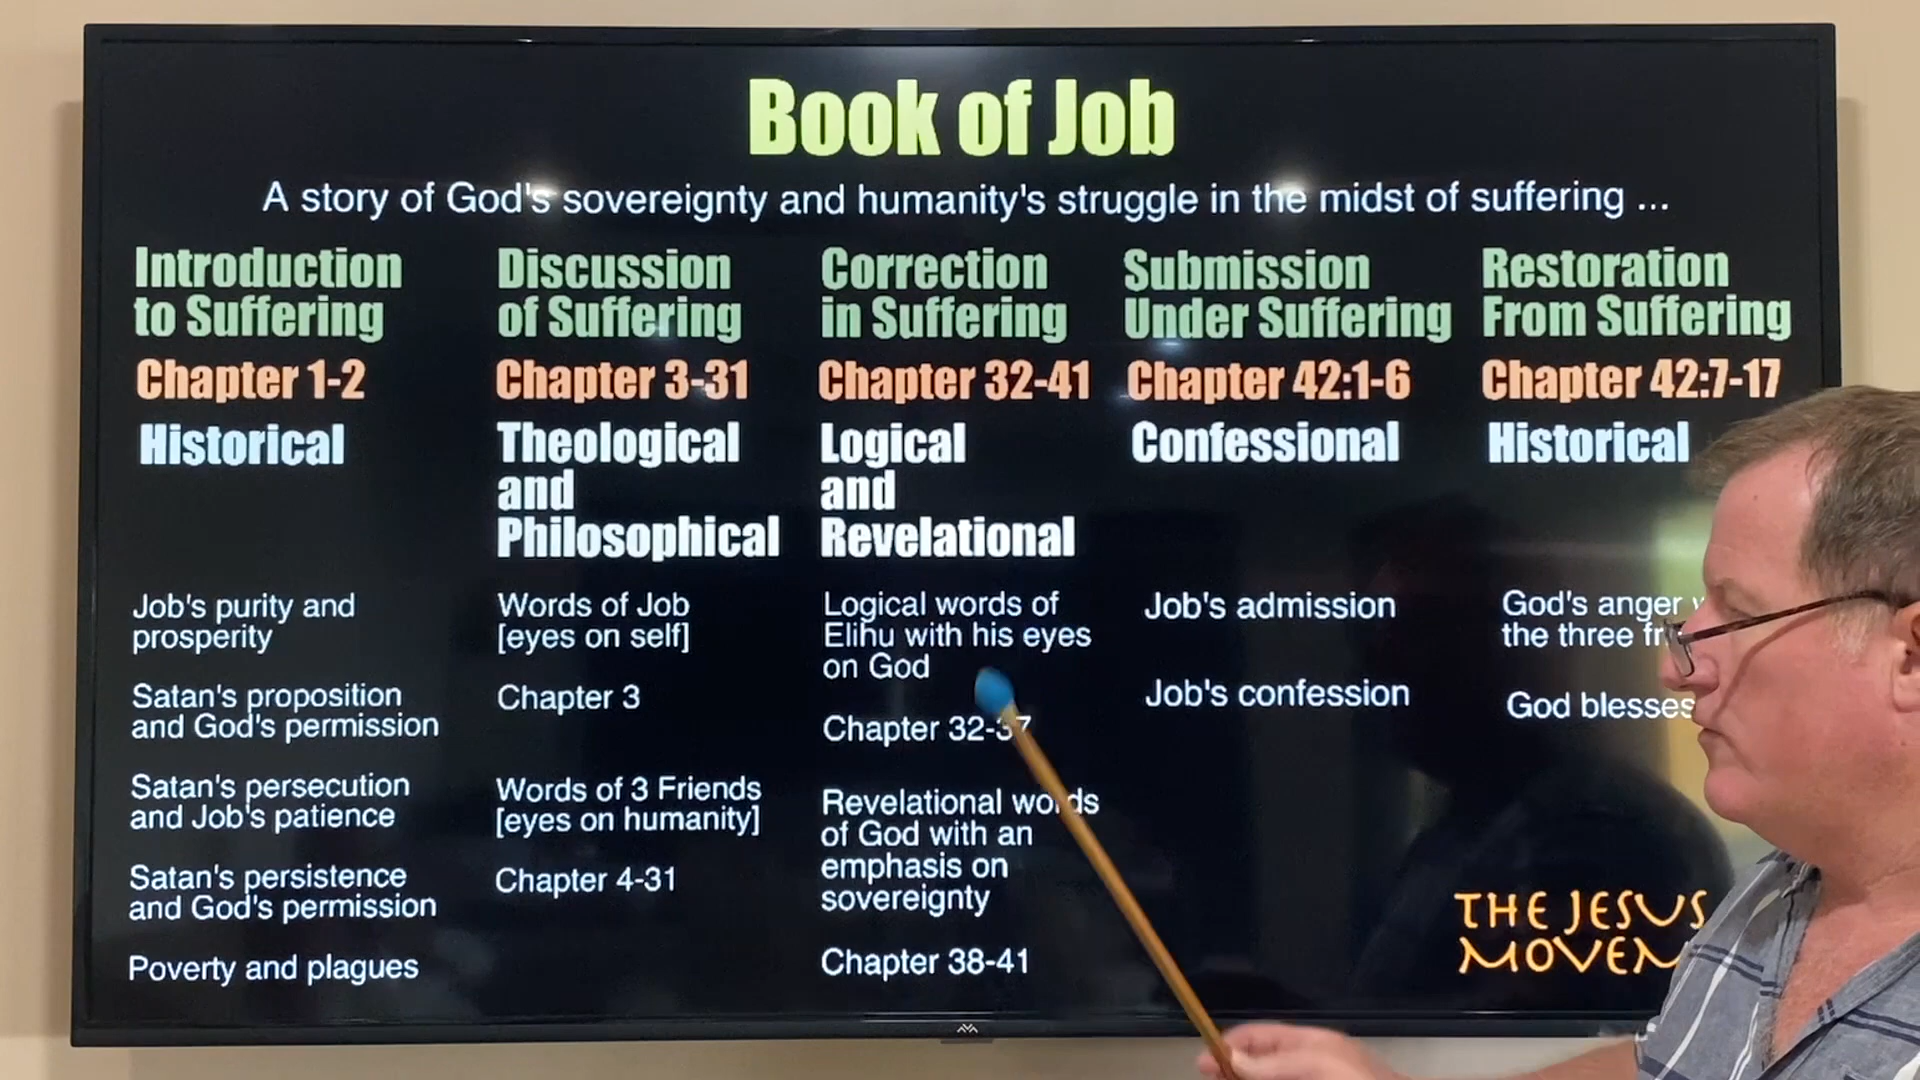 Book of Job
A story of God's sovereignty and humanity's struggle in the midst of suffering ...
Introduction
to Suffering
Chapter 1-2
Historical
Job's purity and
prosperity
Satan's proposition
and God's permission
Satan's persecution
and Job's patience
Satan's persistence
and God's permission
Poverty and plagues
Discussion
of Suffering
Chapter 3-31
Theological
and
Philosophical
Words of Job
[eyes on self]
Chapter 3
Words of 3 Friends
[eyes on humanity]
Chapter 4-31
Correction
in Suffering
Chapter 32-41
Logical
and
Revelational
Logical words of
Elihu with his eyes
on God
Chapter 32-37
Revelational words
of God with an
emphasis on
sovereignty
Chapter 38-41
Submission
Under Suffering
Chapter 42:1-6
Confessional
Job's admission
Job's confession
Restoration
From Suffering
Chapter 42:7-17
Historical
God's anger
the three
God blesses
THE JESUS